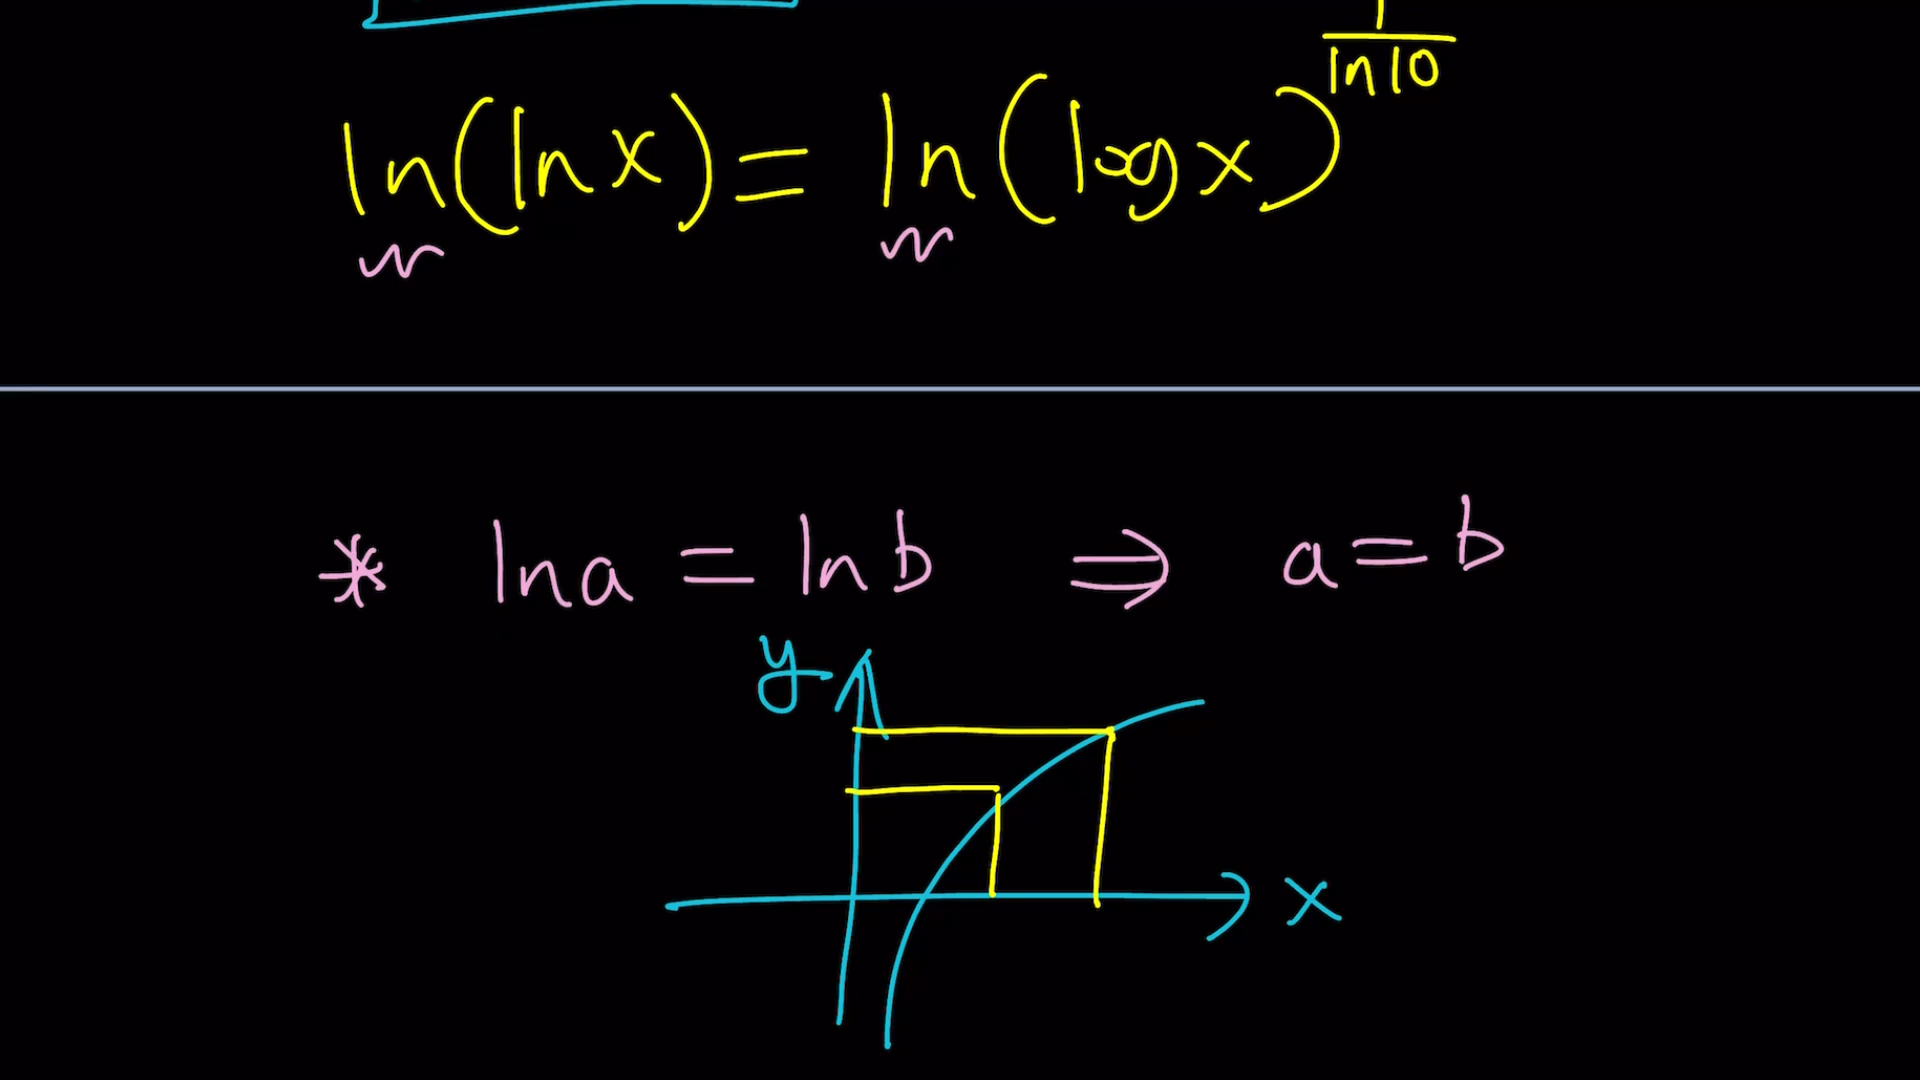 ln(lnx) = ln(logx)^(1/ln10)
* lna = lnb ⇒ a = b
y
x